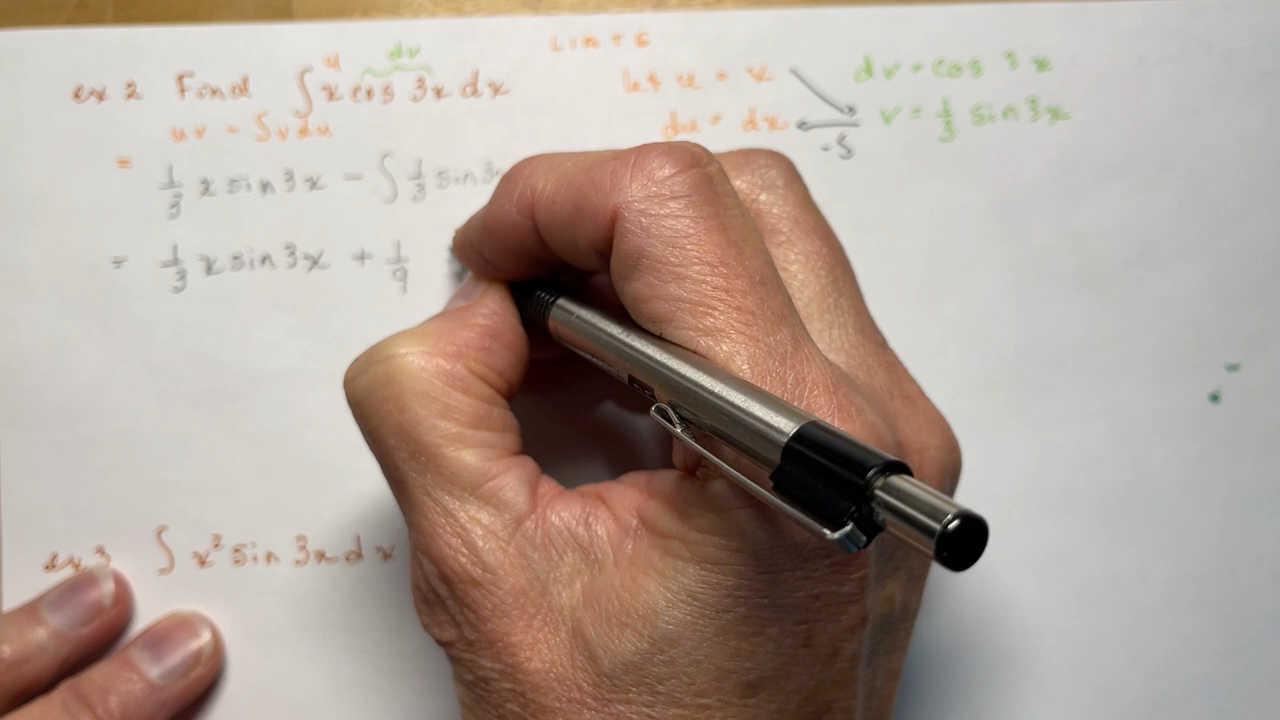 ex 2 Find ∫ x cos 3x dx
u
dv
uv - ∫v du
= 1/3 x sin 3x - ∫ 1/3 sin 3
= 1/3 x sin 3x + 1/9
let u = x
du = dx
dv = cos 3x
v = 1/3 sin 3x
-∫
ex 3 ∫ x² sin 3x dx